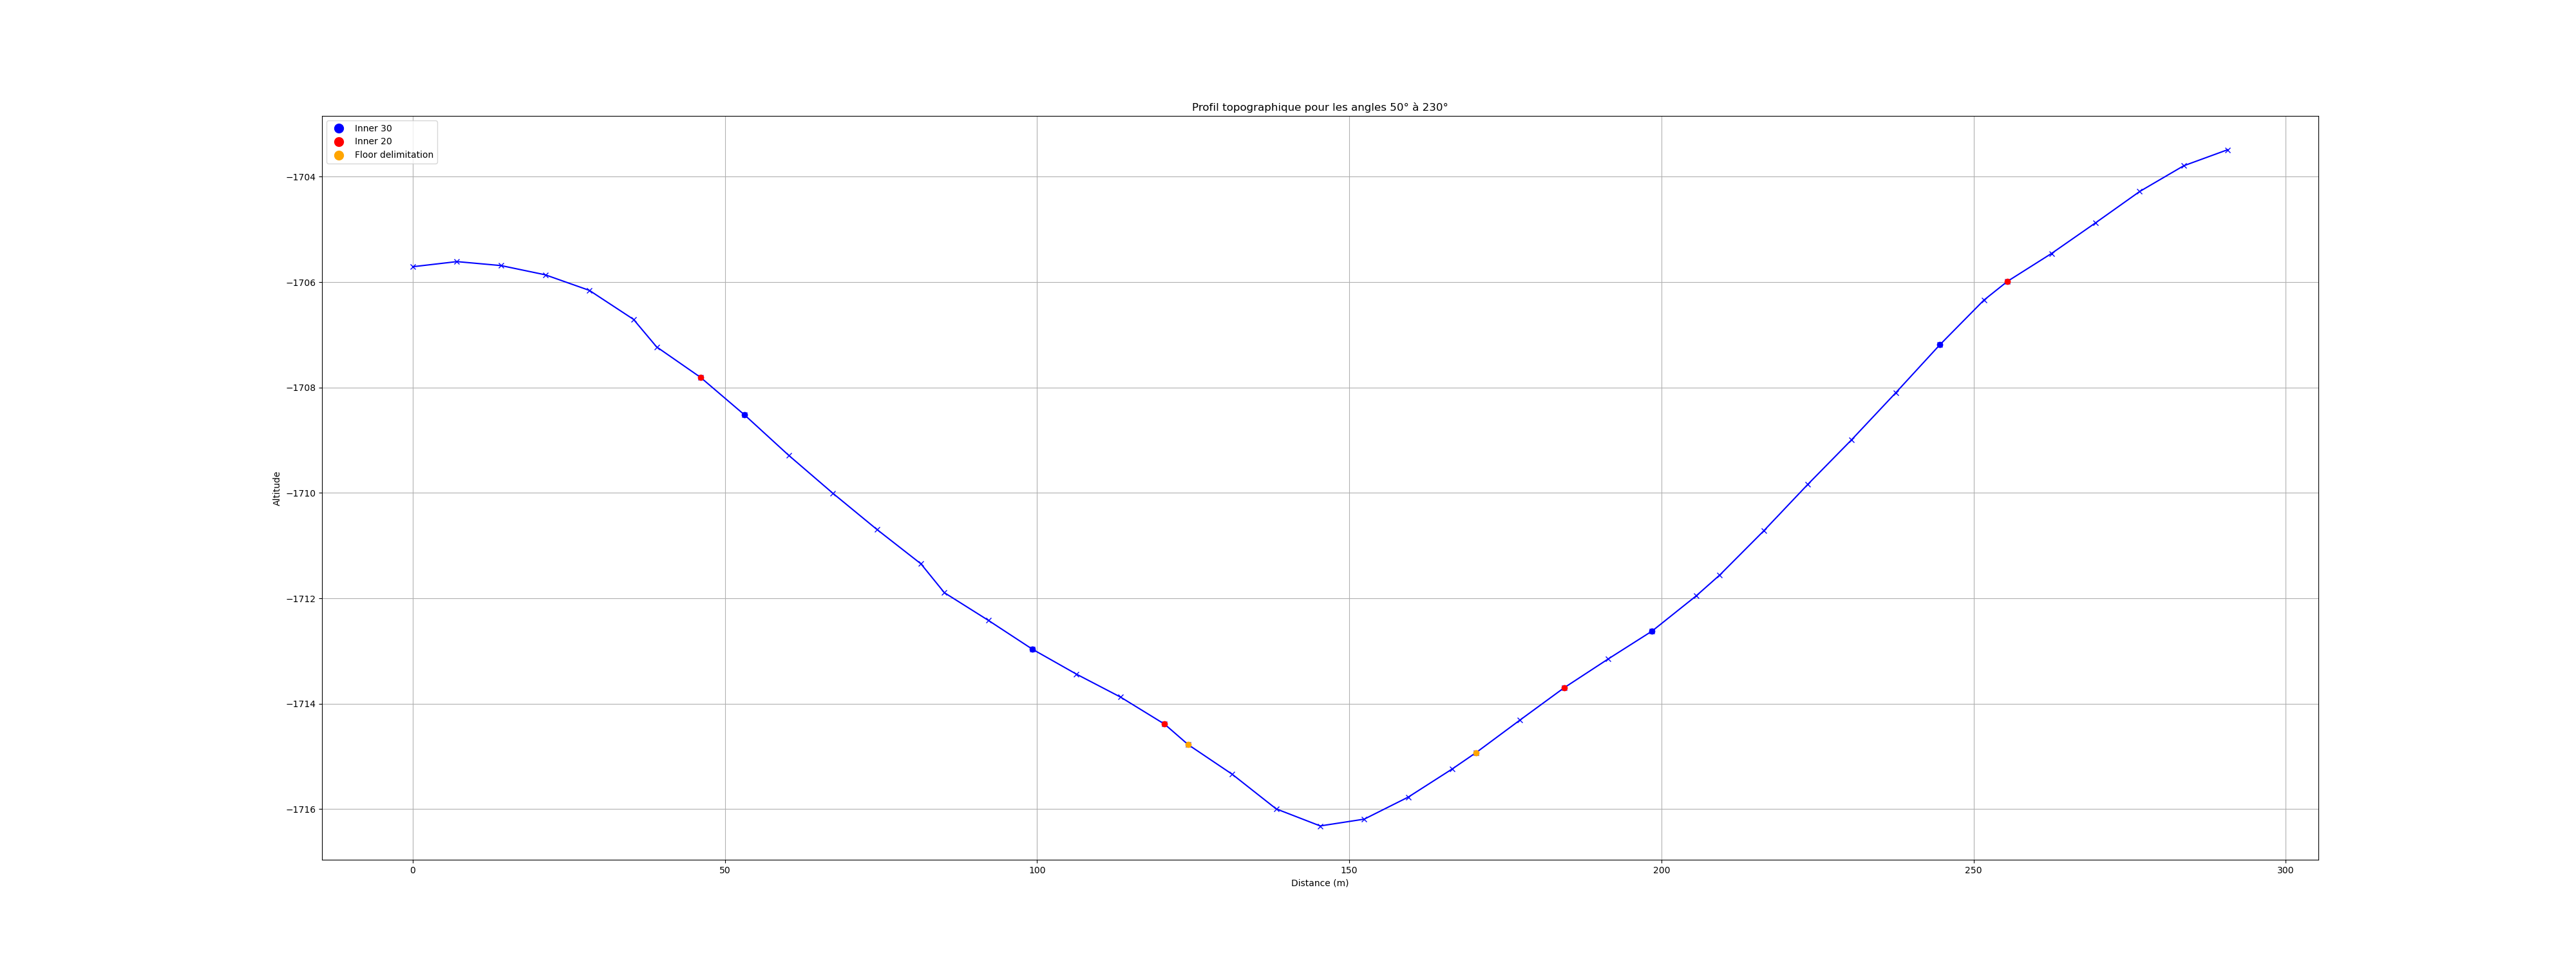 Profil topographique pour les angles 50° à 230°
Inner 30
Inner 20
Floor delimitation
−1704
−1706
−1708
−1710
−1712
−1714
−1716
Altitude
0 50 100 150 200 250 300
Distance (m)